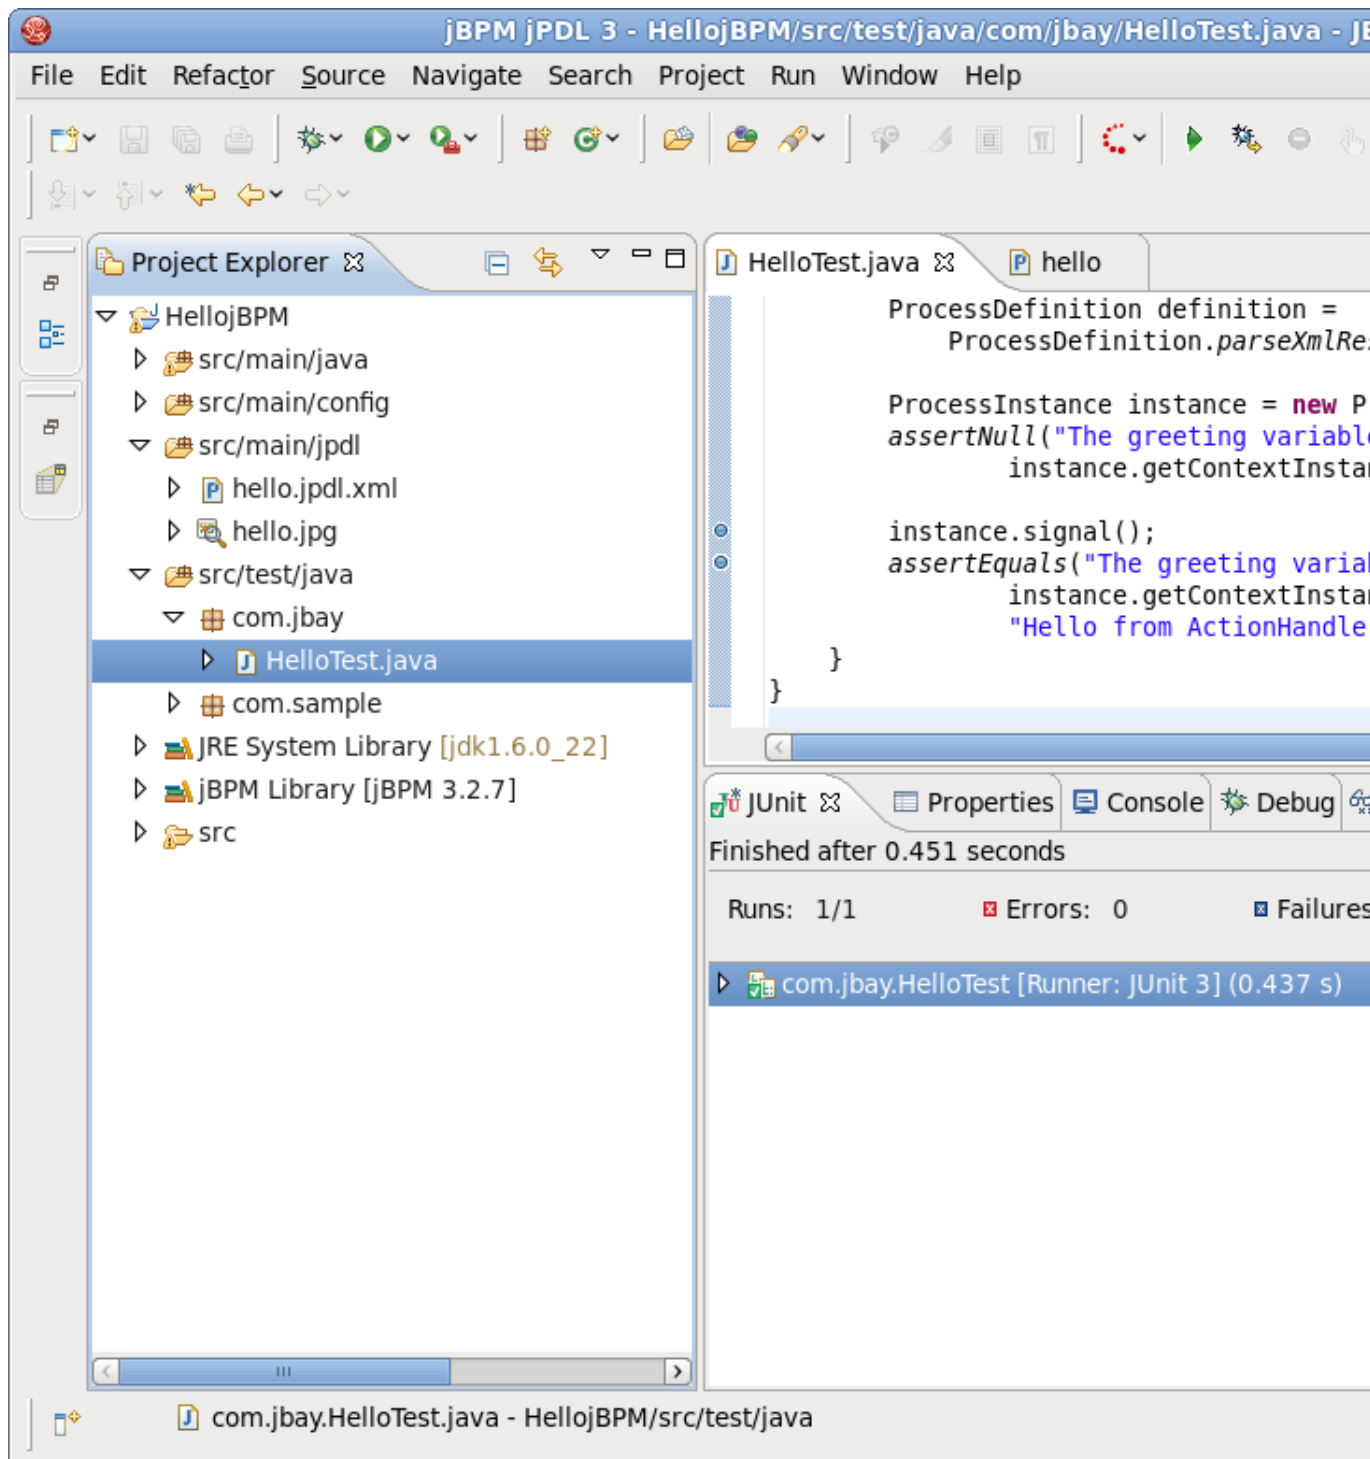 jBPM jPDL 3 - HellojBPM/src/test/java/com/jbay/HelloTest.java - 
File Edit Refactor Source Navigate Search Project Run Window Help
Project Explorer
HellojBPM
src/main/java
src/main/config
src/main/jpdl
hello.jpdl.xml
hello.jpg
src/test/java
com.jbay
HelloTest.java
com.sample
JRE System Library [jdk1.6.0_22]
jBPM Library [jBPM 3.2.7]
src
HelloTest.java hello
ProcessDefinition definition =
ProcessDefinition.parseXmlRe
ProcessInstance instance = new P
assertNull("The greeting variable
instance.getContextInsta
instance.signal();
assertEquals("The greeting varia
instance.getContextInsta
"Hello from ActionHandle
}
}
JUnit Properties Console Debug
Finished after 0.451 seconds
Runs: 1/1 Errors: 0 Failures
com.jbay.HelloTest [Runner: JUnit 3] (0.437 s)
com.jbay.HelloTest.java - HellojBPM/src/test/java